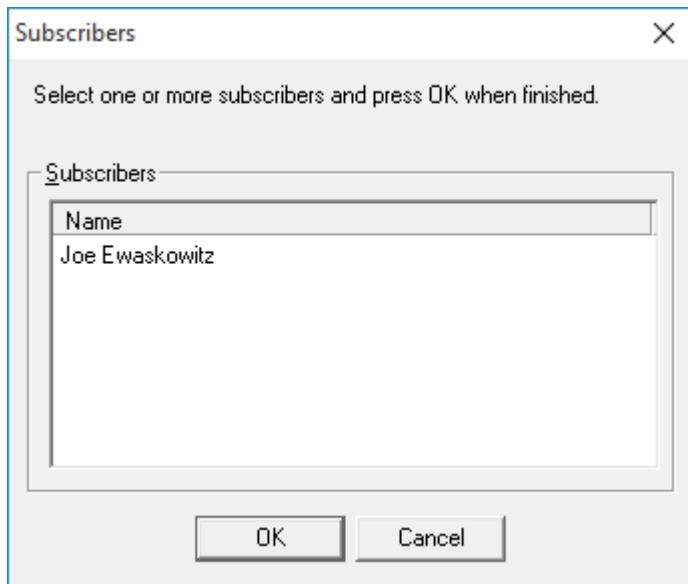 Subscribers
Select one or more subscribers and press OK when finished.
Subscribers
Name
Joe Ewaskowitz
OK
Cancel